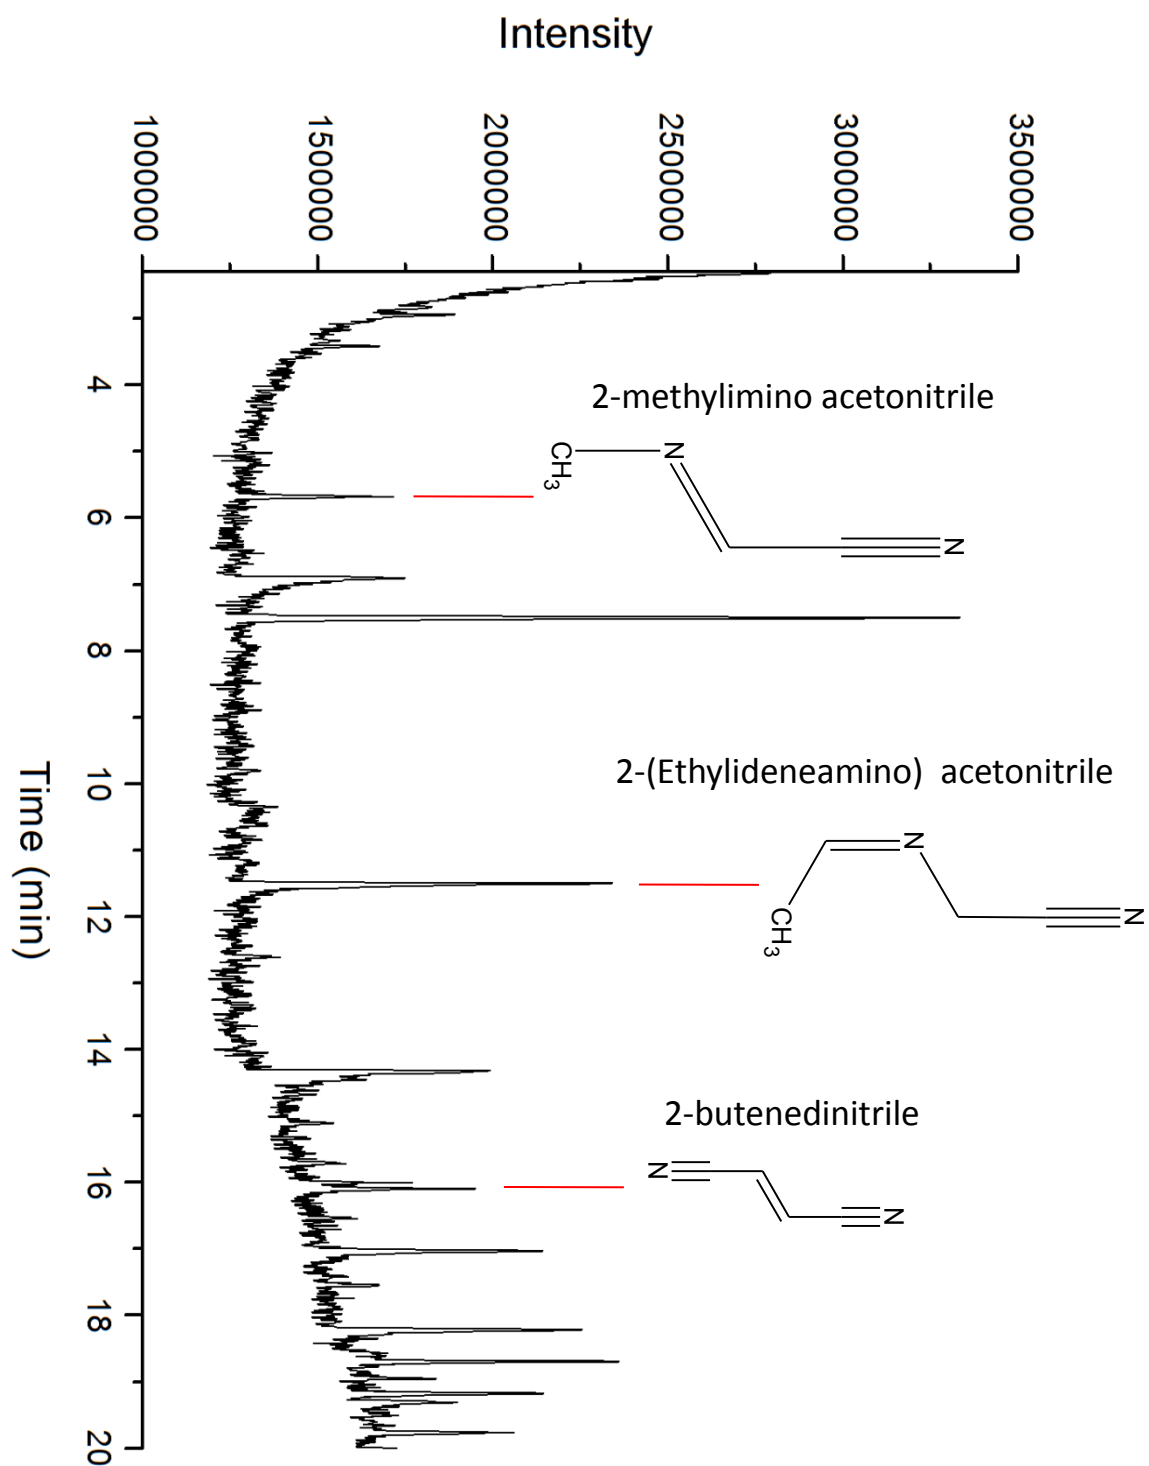 Intensity
1000000
1500000
2000000
2500000
3000000
3500000
2-methylimino acetonitrile
N
CH3
N
2-(Ethylideneamino) acetonitrile
N
CH3
N
2-butenedinitrile
N
N
4
6
8
10
12
14
16
18
20
Time (min)